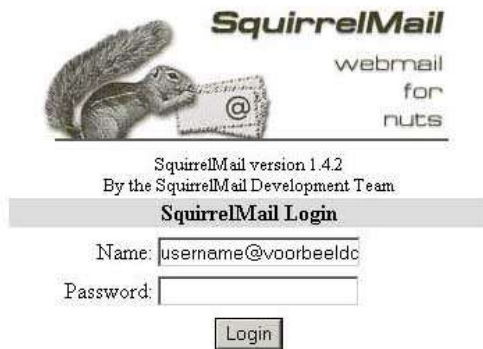 SquirrelMail
webmail
for
nuts
@
SquirrelMail version 1.4.2
By the SquirrelMail Development Team
SquirrelMail Login
Name: username@voorbeeldc
Password:
Login